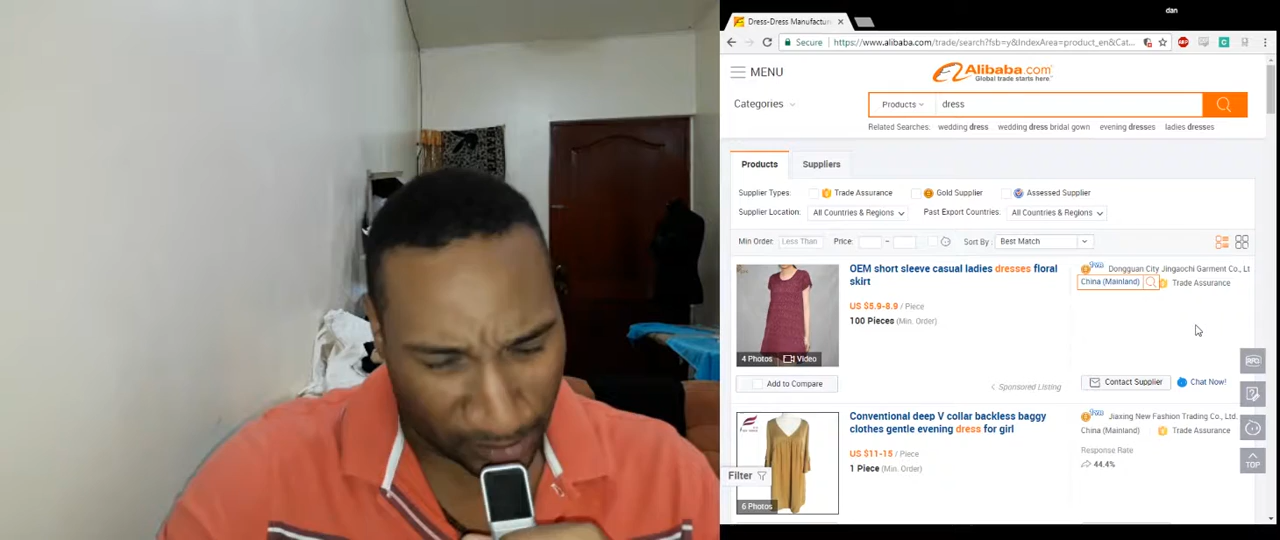 dan
Dress-Dress Manufactur
Secure
https://www.alibaba.com/trade/search?fsb=y&IndexArea=product_en&Cat...
MENU
Alibaba.com
Global trade starts here.
Categories
Products
dress
Related Searches: wedding dress wedding dress bridal gown evening dresses ladies dresses
Products
Suppliers
Supplier Types: Trade Assurance Gold Supplier Assessed Supplier
Supplier Location: All Countries & Regions Past Export Countries: All Countries & Regions
Min Order: Less Than Price: - Sort By : Best Match
OEM short sleeve casual ladies dresses floral
skirt
US $5.9-8.9 / Piece
100 Pieces (Min. Order)
4 Photos Video
Add to Compare
Sponsored Listing
Dongguan City Jingaochi Garment Co., Lt
China (Mainland)
Trade Assurance
Contact Supplier
Chat Now!
Conventional deep V collar backless baggy
clothes gentle evening dress for girl
US $11-15 / Piece
1 Piece (Min. Order)
6 Photos
Jiaxing New Fashion Trading Co., Ltd.
China (Mainland)
Trade Assurance
Response Rate
44.4%
Filter
RFQ
TOP